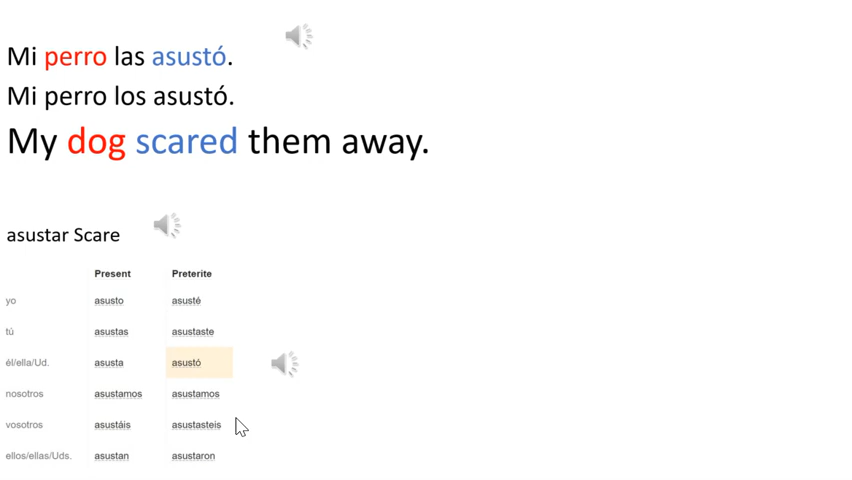 Mi perro las asustó.
Mi perro los asustó.
My dog scared them away.
asustar Scare
Present Preterite
yo asusto asusté
tú asustas asustaste
él/ella/Ud. asusta asustó
nosotros asustamos asustamos
vosotros asustáis asustasteis
ellos/ellas/Uds. asustan asustaron